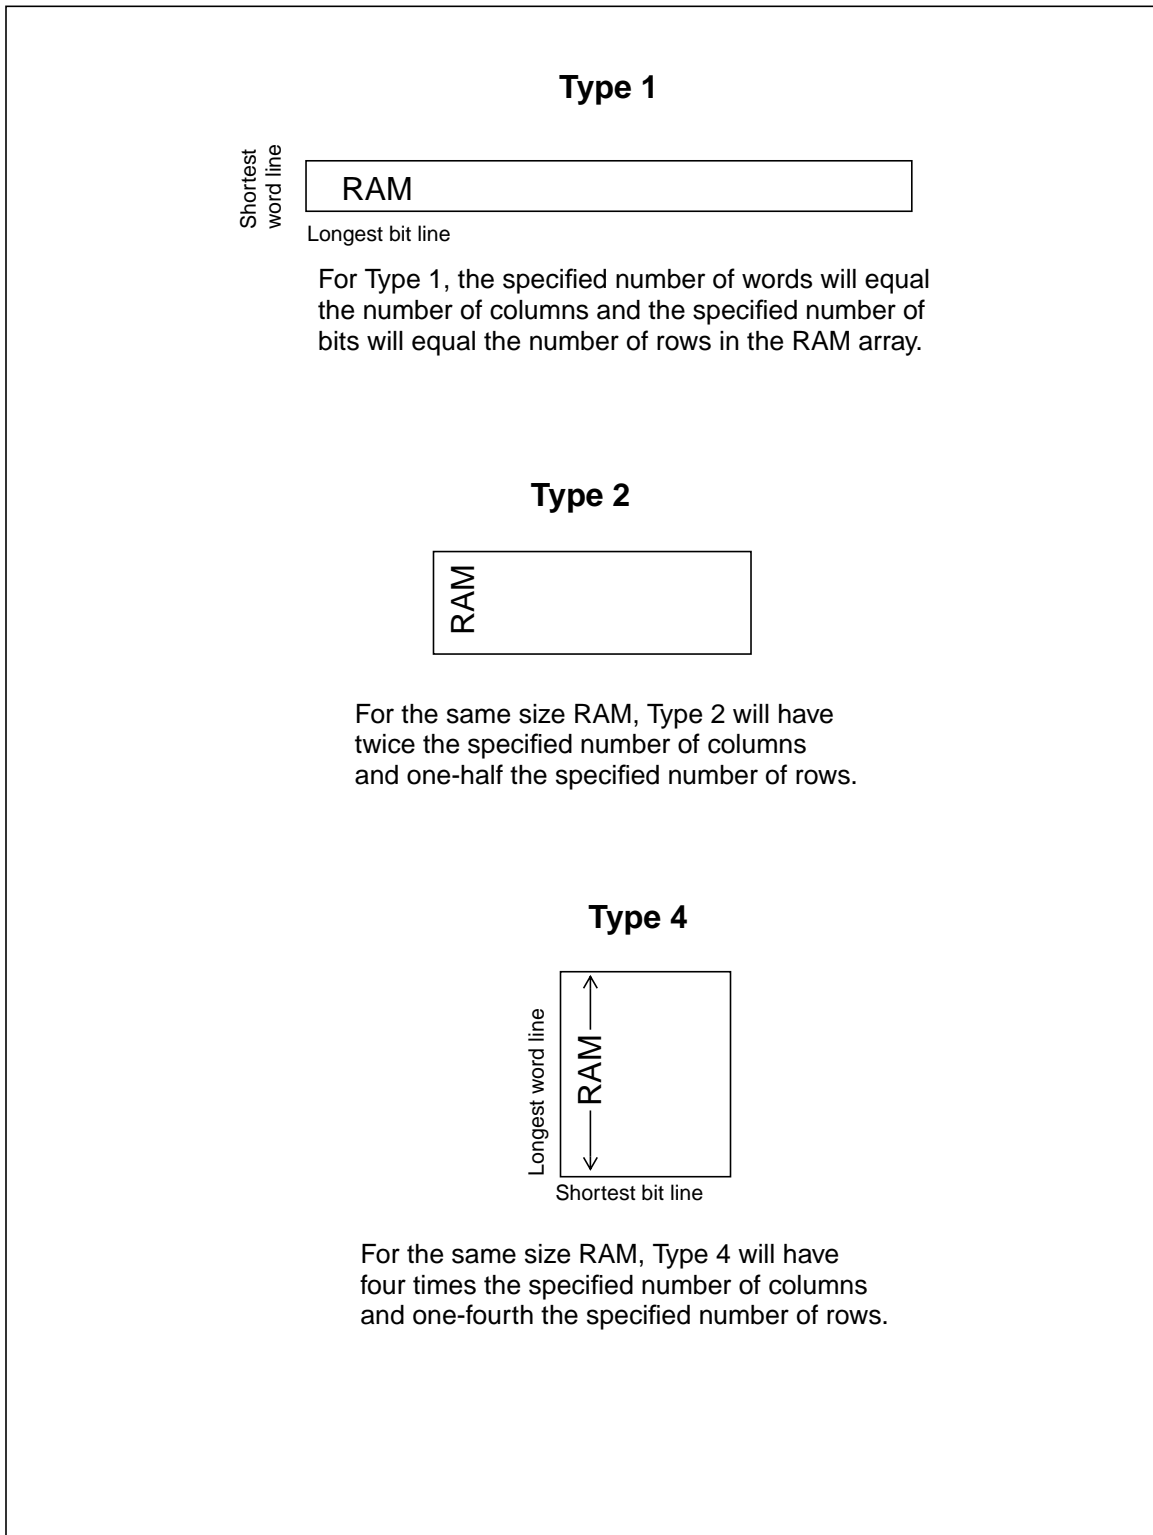 Type 1
Shortest
word line
RAM
Longest bit line
For Type 1, the specified number of words will equal
the number of columns and the specified number of
bits will equal the number of rows in the RAM array.
Type 2
RAM
For the same size RAM, Type 2 will have
twice the specified number of columns
and one-half the specified number of rows.
Type 4
Longest word line
RAM
Shortest bit line
For the same size RAM, Type 4 will have
four times the specified number of columns
and one-fourth the specified number of rows.